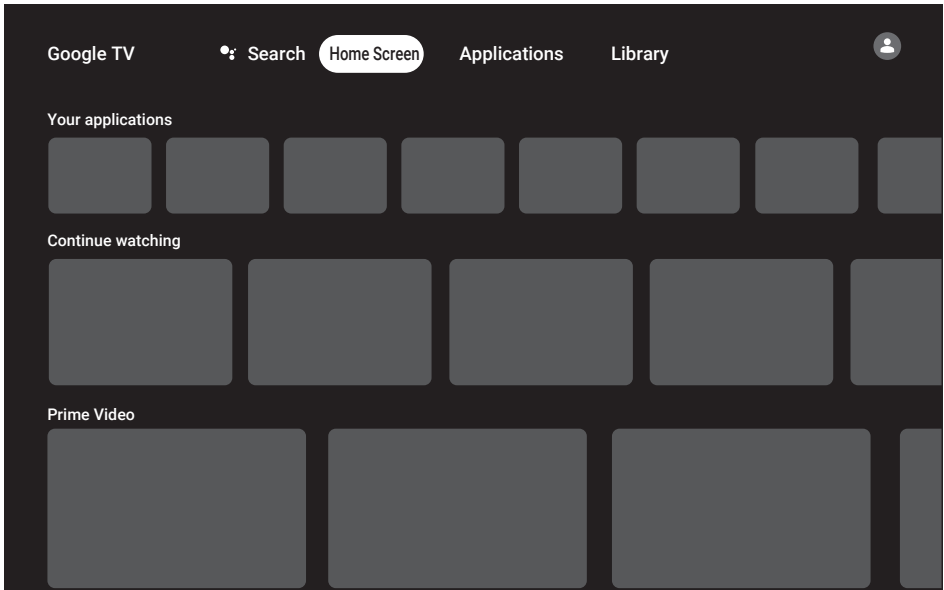 Google TV Search Home Screen Applications Library
Your applications
Continue watching
Prime Video